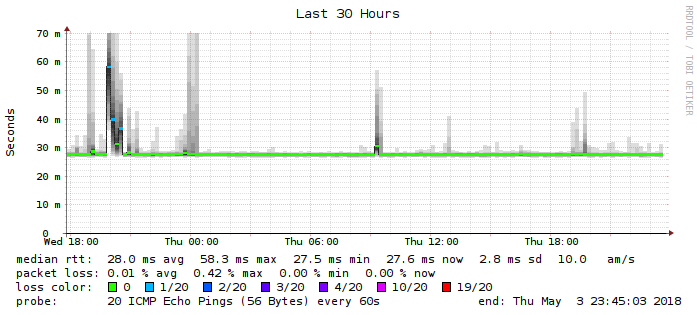 Last 30 Hours
RRDTOOL / TOBI OETIKER
Seconds
70 m
60 m
50 m
40 m
30 m
20 m
10 m
0
Wed 18:00 Thu 00:00 Thu 06:00 Thu 12:00 Thu 18:00
median rtt: 28.0 ms avg 58.3 ms max 27.5 ms min 27.6 ms now 2.8 ms sd 10.0 am/s
packet loss: 0.01 % avg 0.42 % max 0.00 % min 0.00 % now
loss color: 0 1/20 2/20 3/20 4/20 10/20 19/20
probe: 20 ICMP Echo Pings (56 Bytes) every 60s end: Thu May 3 23:45:03 2018